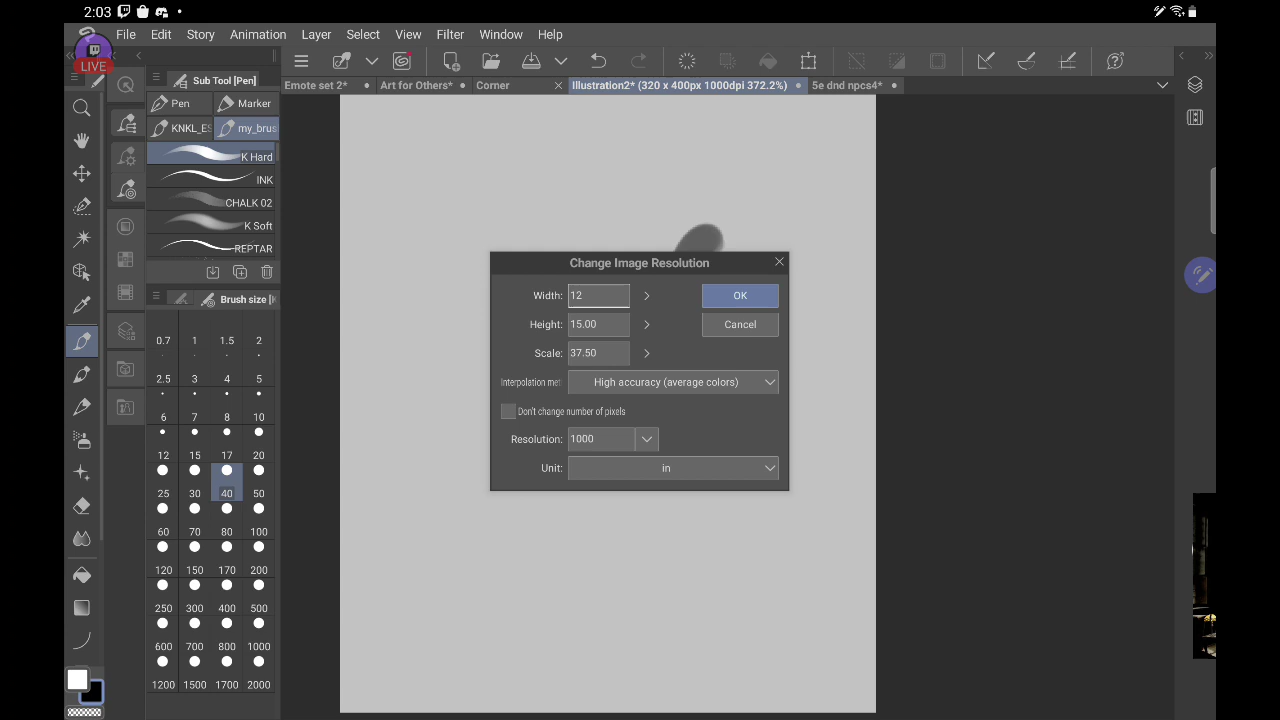 2:03
LIVE
File Edit Story Animation Layer Select View Filter Window Help
Emote set 2* Art for Others* Corner Illustration2* (320 x 400px 1000dpi 372.2%) 5e dnd npcs4*
Sub Tool [Pen]
Pen Marker
KNKL_ES my_brus
K Hard
INK
CHALK 02
K Soft
REPTAR
Brush size [K
0.7 1 1.5 2
2.5 3 4 5
6 7 8 10
12 15 17 20
25 30 40 50
60 70 80 100
120 150 170 200
250 300 400 500
600 700 800 1000
1200 1500 1700 2000
Change Image Resolution
Width: 12
OK
Height: 15.00
Cancel
Scale: 37.50
Interpolation met High accuracy (average colors)
Don't change number of pixels
Resolution: 1000
Unit: in